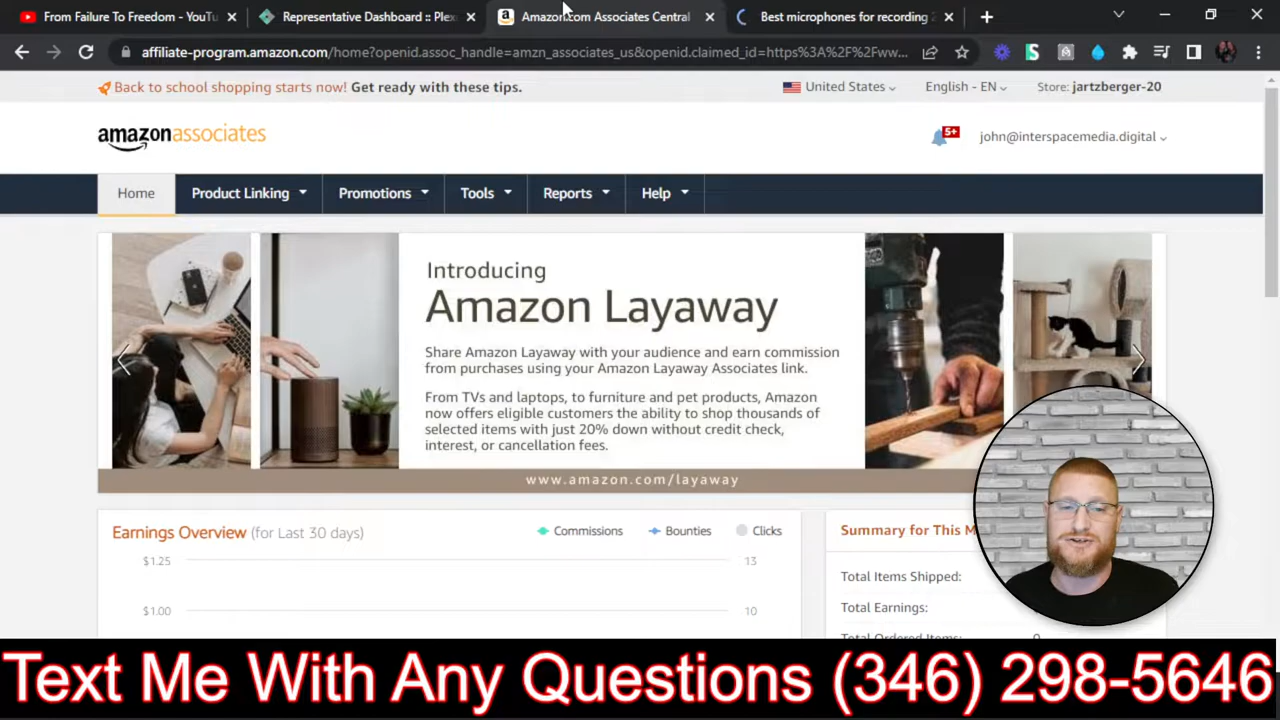 From Failure To Freedom - YouTu
Representative Dashboard :: Plex
Amazon.com Associates Central
Best microphones for recording 2
affiliate-program.amazon.com/home?openid.assoc_handle=amzn_associates_us&openid.claimed_id=https%3A%2F%2Fww...
Back to school shopping starts now! Get ready with these tips.
United States
English - EN
Store: jartzberger-20
amazonassociates
5+
john@interspacemedia.digital
Home
Product Linking
Promotions
Tools
Reports
Help
Introducing
Amazon Layaway
Share Amazon Layaway with your audience and earn commission
from purchases using your Amazon Layaway Associates link.
From TVs and laptops, to furniture and pet products, Amazon
now offers eligible customers the ability to shop thousands of
selected items with just 20% down without credit check,
interest, or cancellation fees.
www.amazon.com/layaway
Earnings Overview (for Last 30 days)
Commissions
Bounties
Clicks
$1.25
13
$1.00
10
Summary for This M
Total Items Shipped:
Total Earnings:
Total Ordered Items:
0
Text Me With Any Questions (346) 298-5646